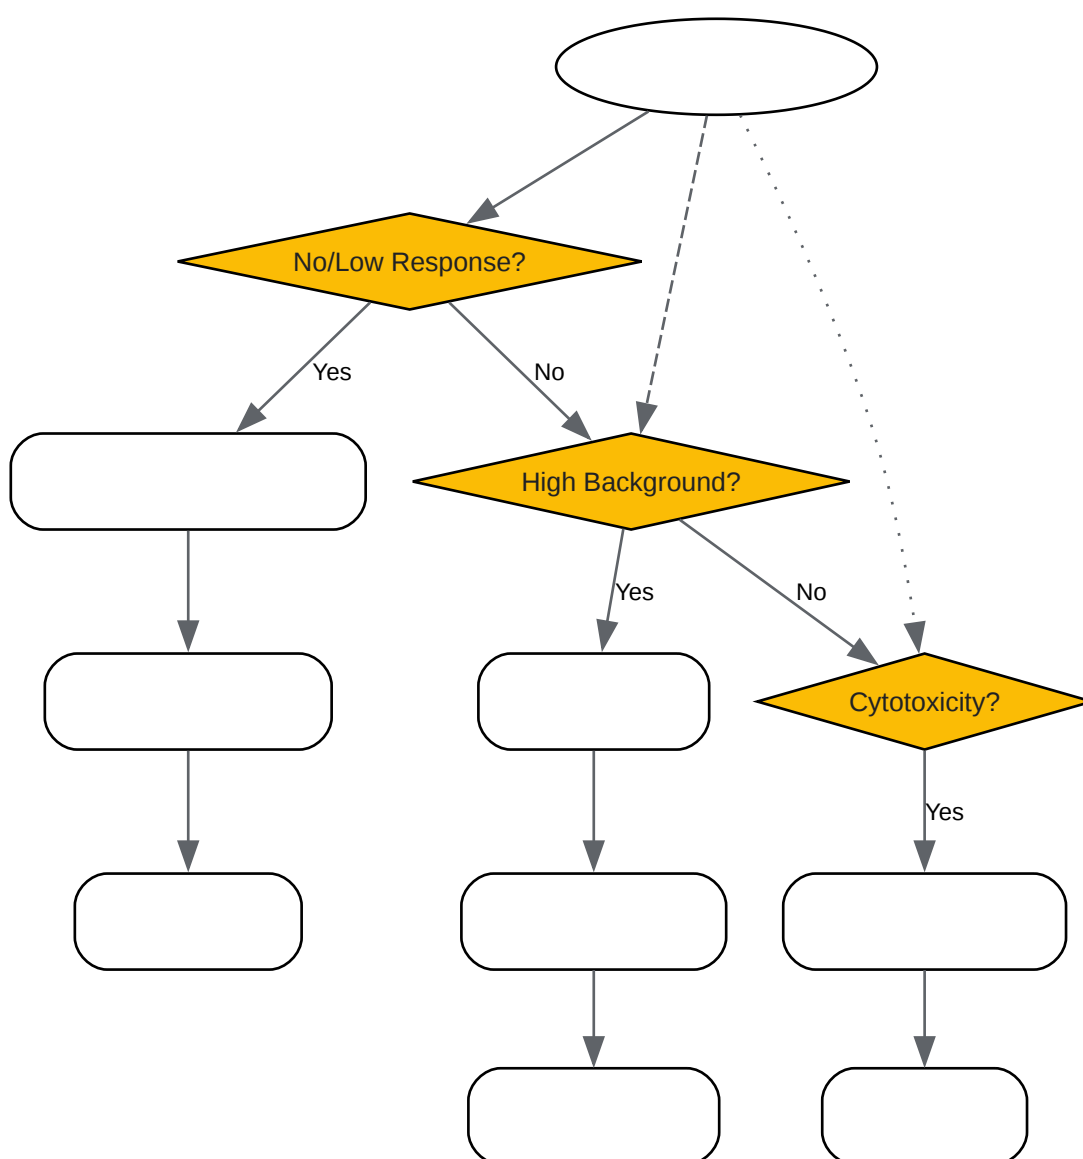 No/Low Response?
Yes
No
High Background?
Yes
No
Cytotoxicity?
Yes